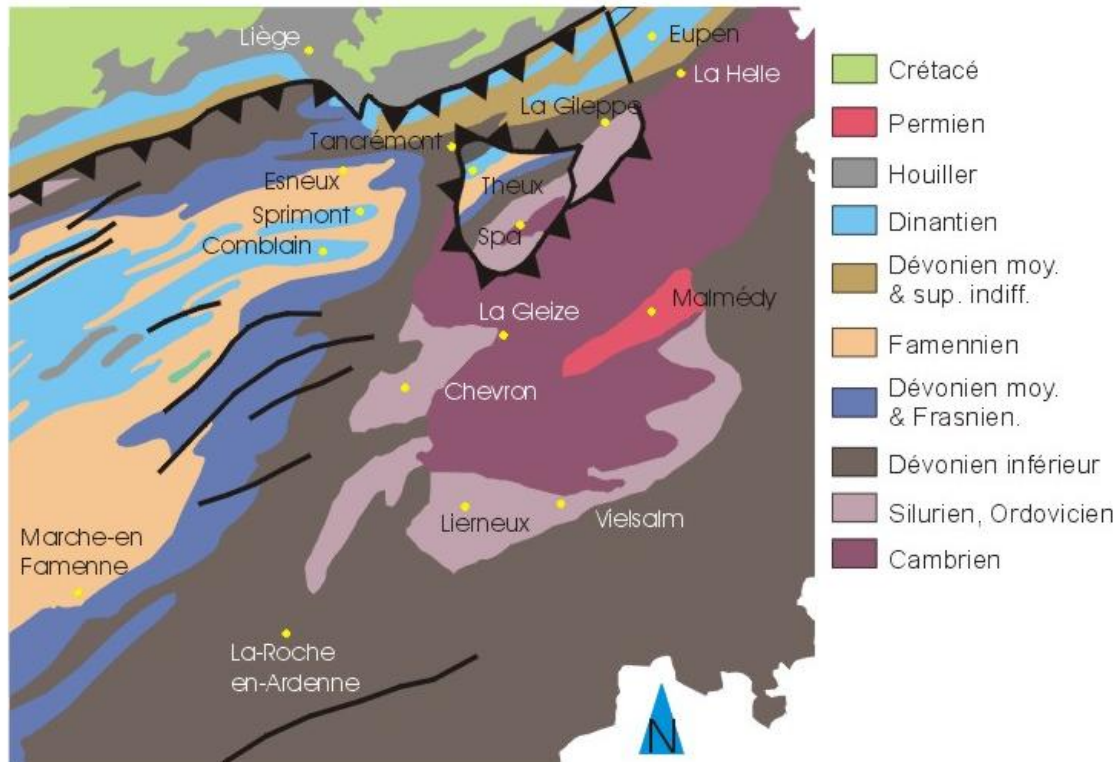 Liège
Eupen
La Helle
La Gileppe
Tancrémont
Esneux
Theux
Sprimont
Spa
Comblain
La Gleize
Malmédy
Chevron
Lierneux
Vielsalm
Marche-en
Famenne
La-Roche
en-Ardenne
N
Crétacé
Permien
Houiller
Dinantien
Dévonien moy.
& sup. indiff.
Famennien
Dévonien moy.
& Frasnien.
Dévonien inférieur
Silurien, Ordovicien
Cambrien